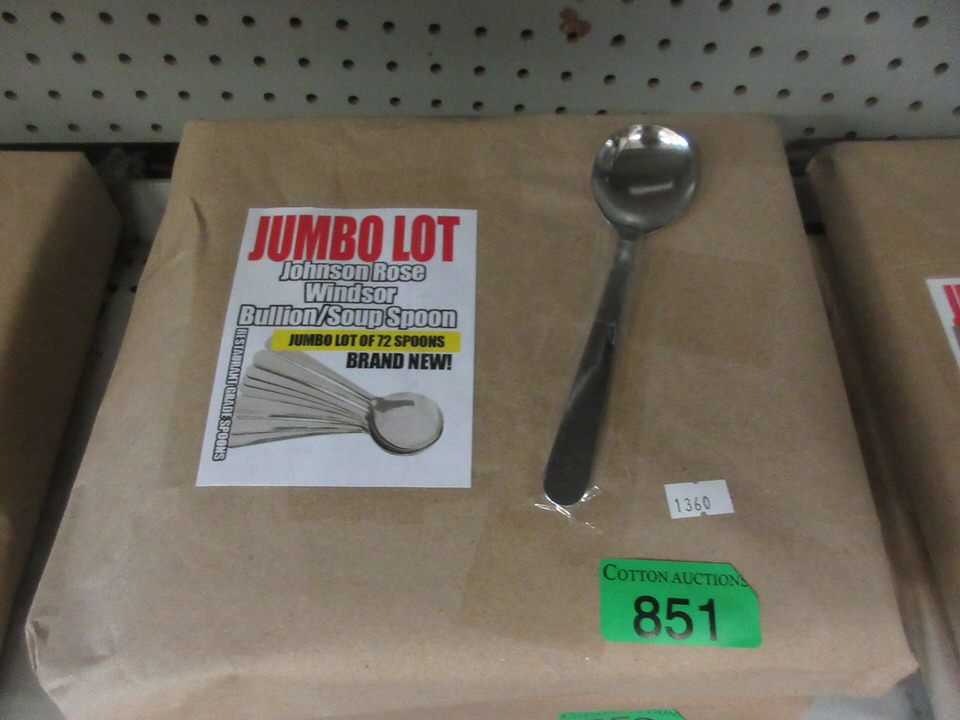 JUMBO LOT
Johnson Rose
Windsor
Bullion/Soup Spoon
JUMBO LOT OF 72 SPOONS
BRAND NEW!
RESTAURANT GRADE SPOONS
1360
COTTON AUCTIONS
851